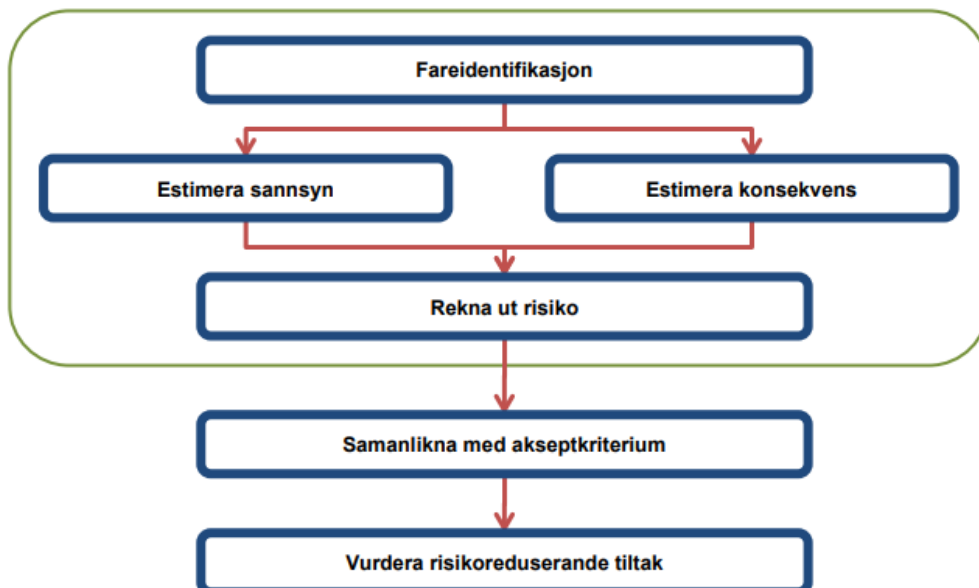 Fareidentifikasjon
Estimera sannsyn
Estimera konsekvens
Rekna ut risiko
Samanlikna med akseptkriterium
Vurdera risikoreduserande tiltak